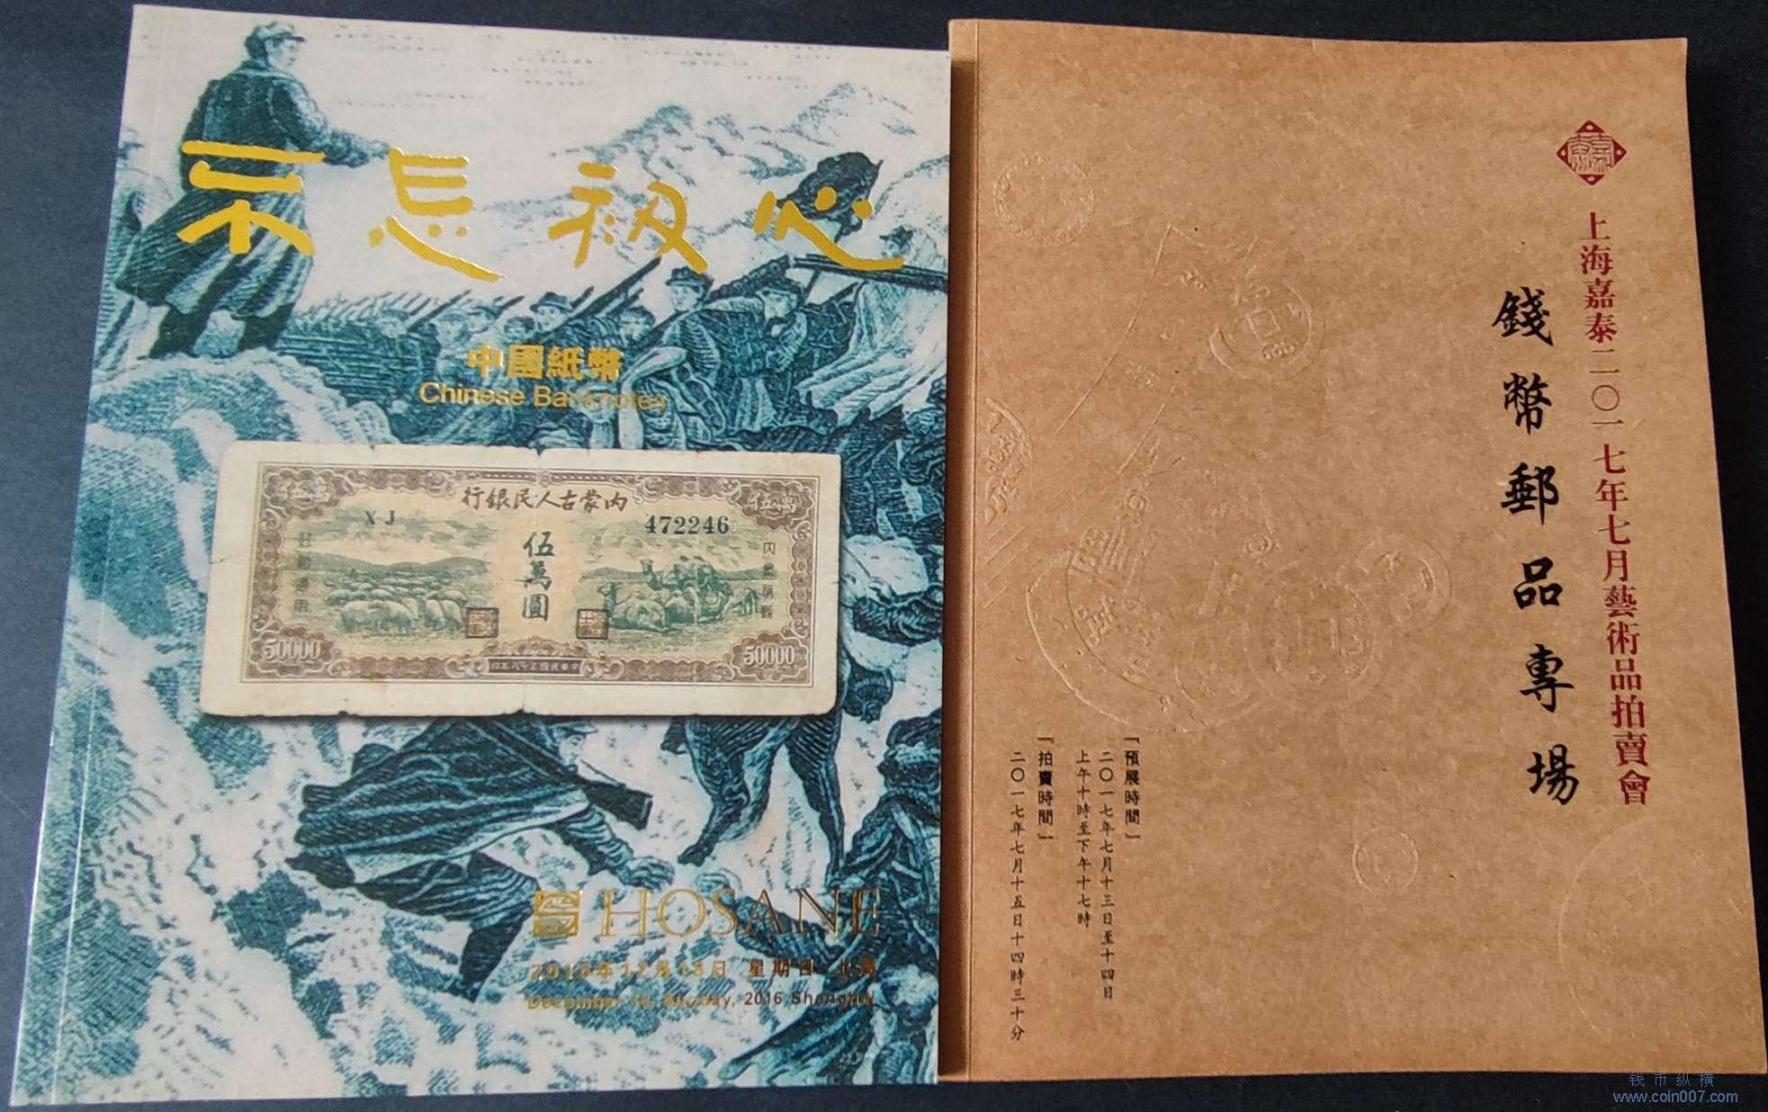 不忘初心
中國紙幣
Chinese Banknotes
內蒙古人民銀行
X J
472246
伍萬圓
50000
50000
HOSANE
2016年12月18日 星期日 上海
December 18, Sunday, 2016, Shanghai
上海嘉泰二〇一七年七月藝術品拍賣會
錢幣郵品專場
「預展時間」
二〇一七年七月十三日至十四日
上午十時至下午十七時
「拍賣時間」
二〇一七年七月十五日十四時三十分
钱币纵横
www.coin007.com